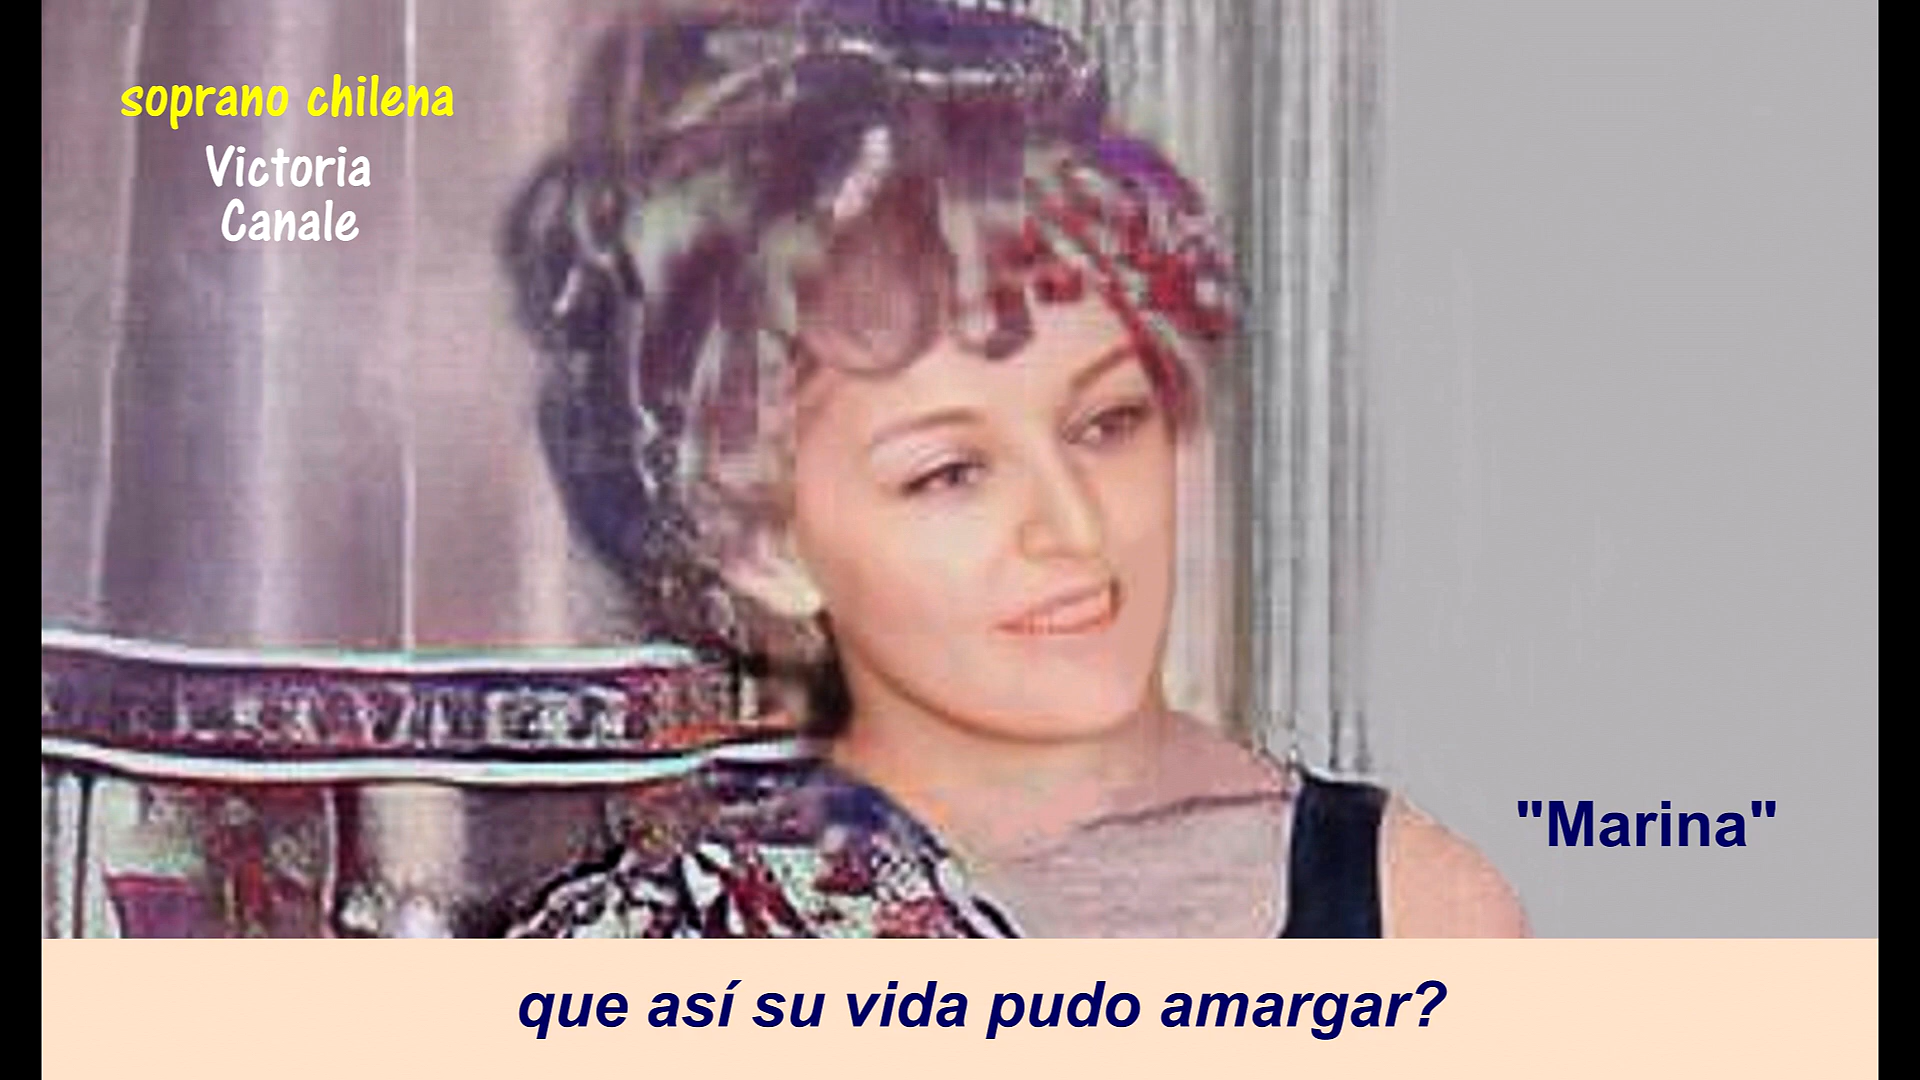 soprano chilena
Victoria
Canale
"Marina"
que así su vida pudo amargar?